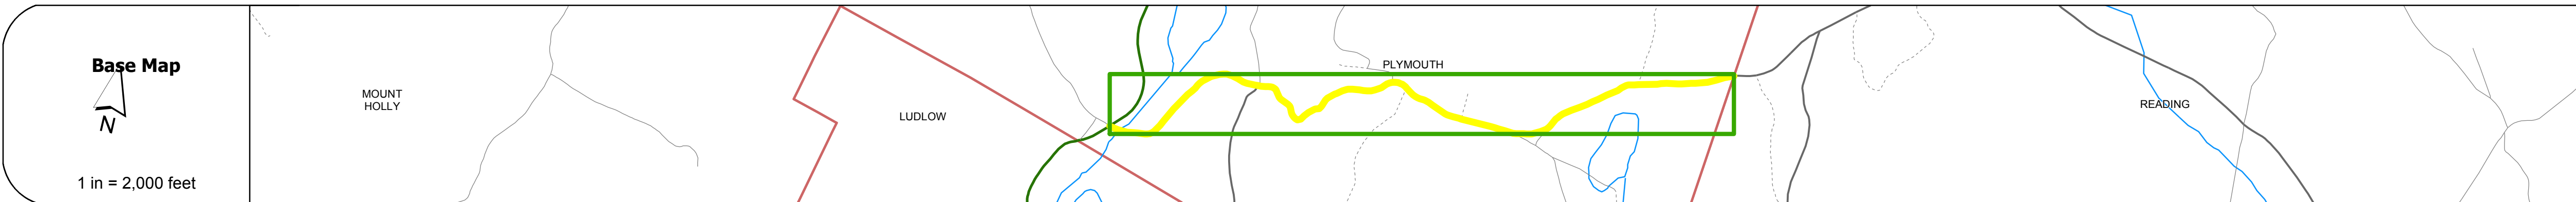 Base Map
N
1 in = 2,000 feet
MOUNT
HOLLY
LUDLOW
PLYMOUTH
READING